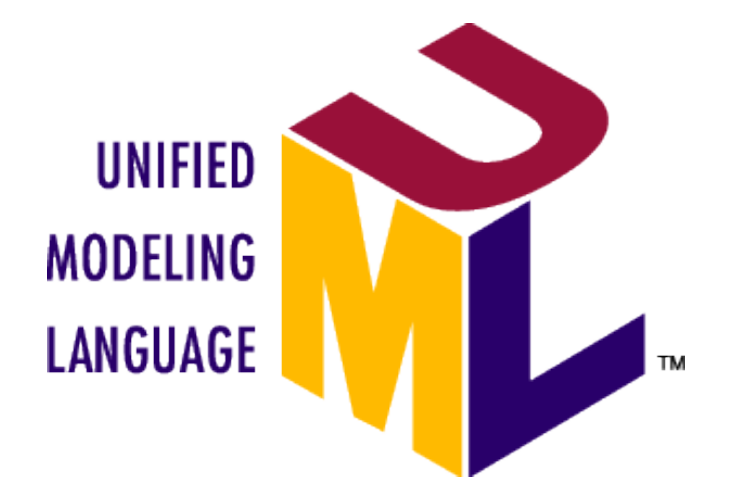 UNIFIED
MODELING
LANGUAGE
UML
™